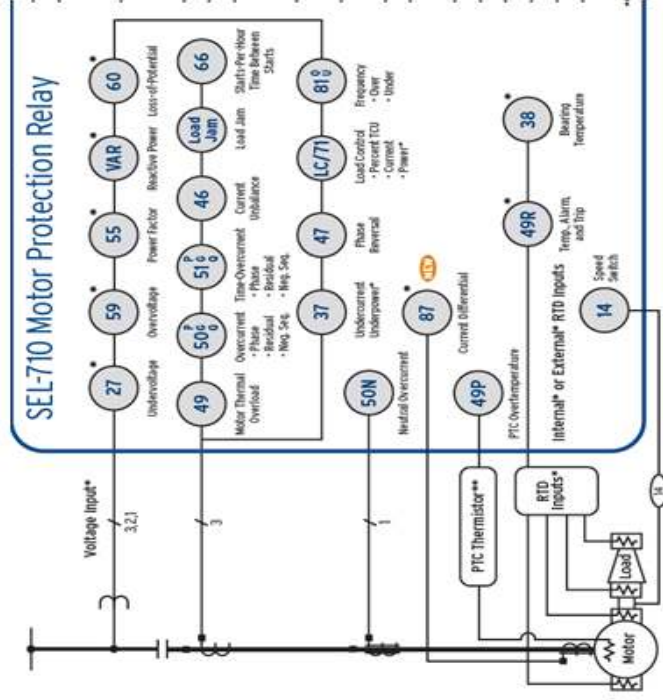 SEL-710 Motor Protection Relay
27*
Undervoltage
59*
Overvoltage
55*
Power Factor
VAR*
Reactive Power
60*
Loss-of-Potential
49
Motor Thermal
Overload
50 P G Q
Overcurrent
• Phase
• Residual
• Neg. Seq.
51 P G Q
Time-Overcurrent
• Phase
• Residual
• Neg. Seq.
46
Current
Unbalance
Load
Jam
Load Jam
66
Starts-Per-Hour
Time Between
Starts
37
Undercurrent
Underpower*
47
Phase
Reversal
LC/71
Load Control
• Percent TCU
• Current
• Power*
81 O U
Frequency
• Over
• Under
50N
Neutral Overcurrent
87*
NEW
Current Differential
49P
PTC Overtemperature
Internal* or External* RTD Inputs
49R*
Temp., Alarm,
and Trip
38*
Bearing
Temperature
14
Speed
Switch
Voltage Input*
3,2,1
3
1
PTC Thermistor**
RTD
Inputs*
Motor
Load
14